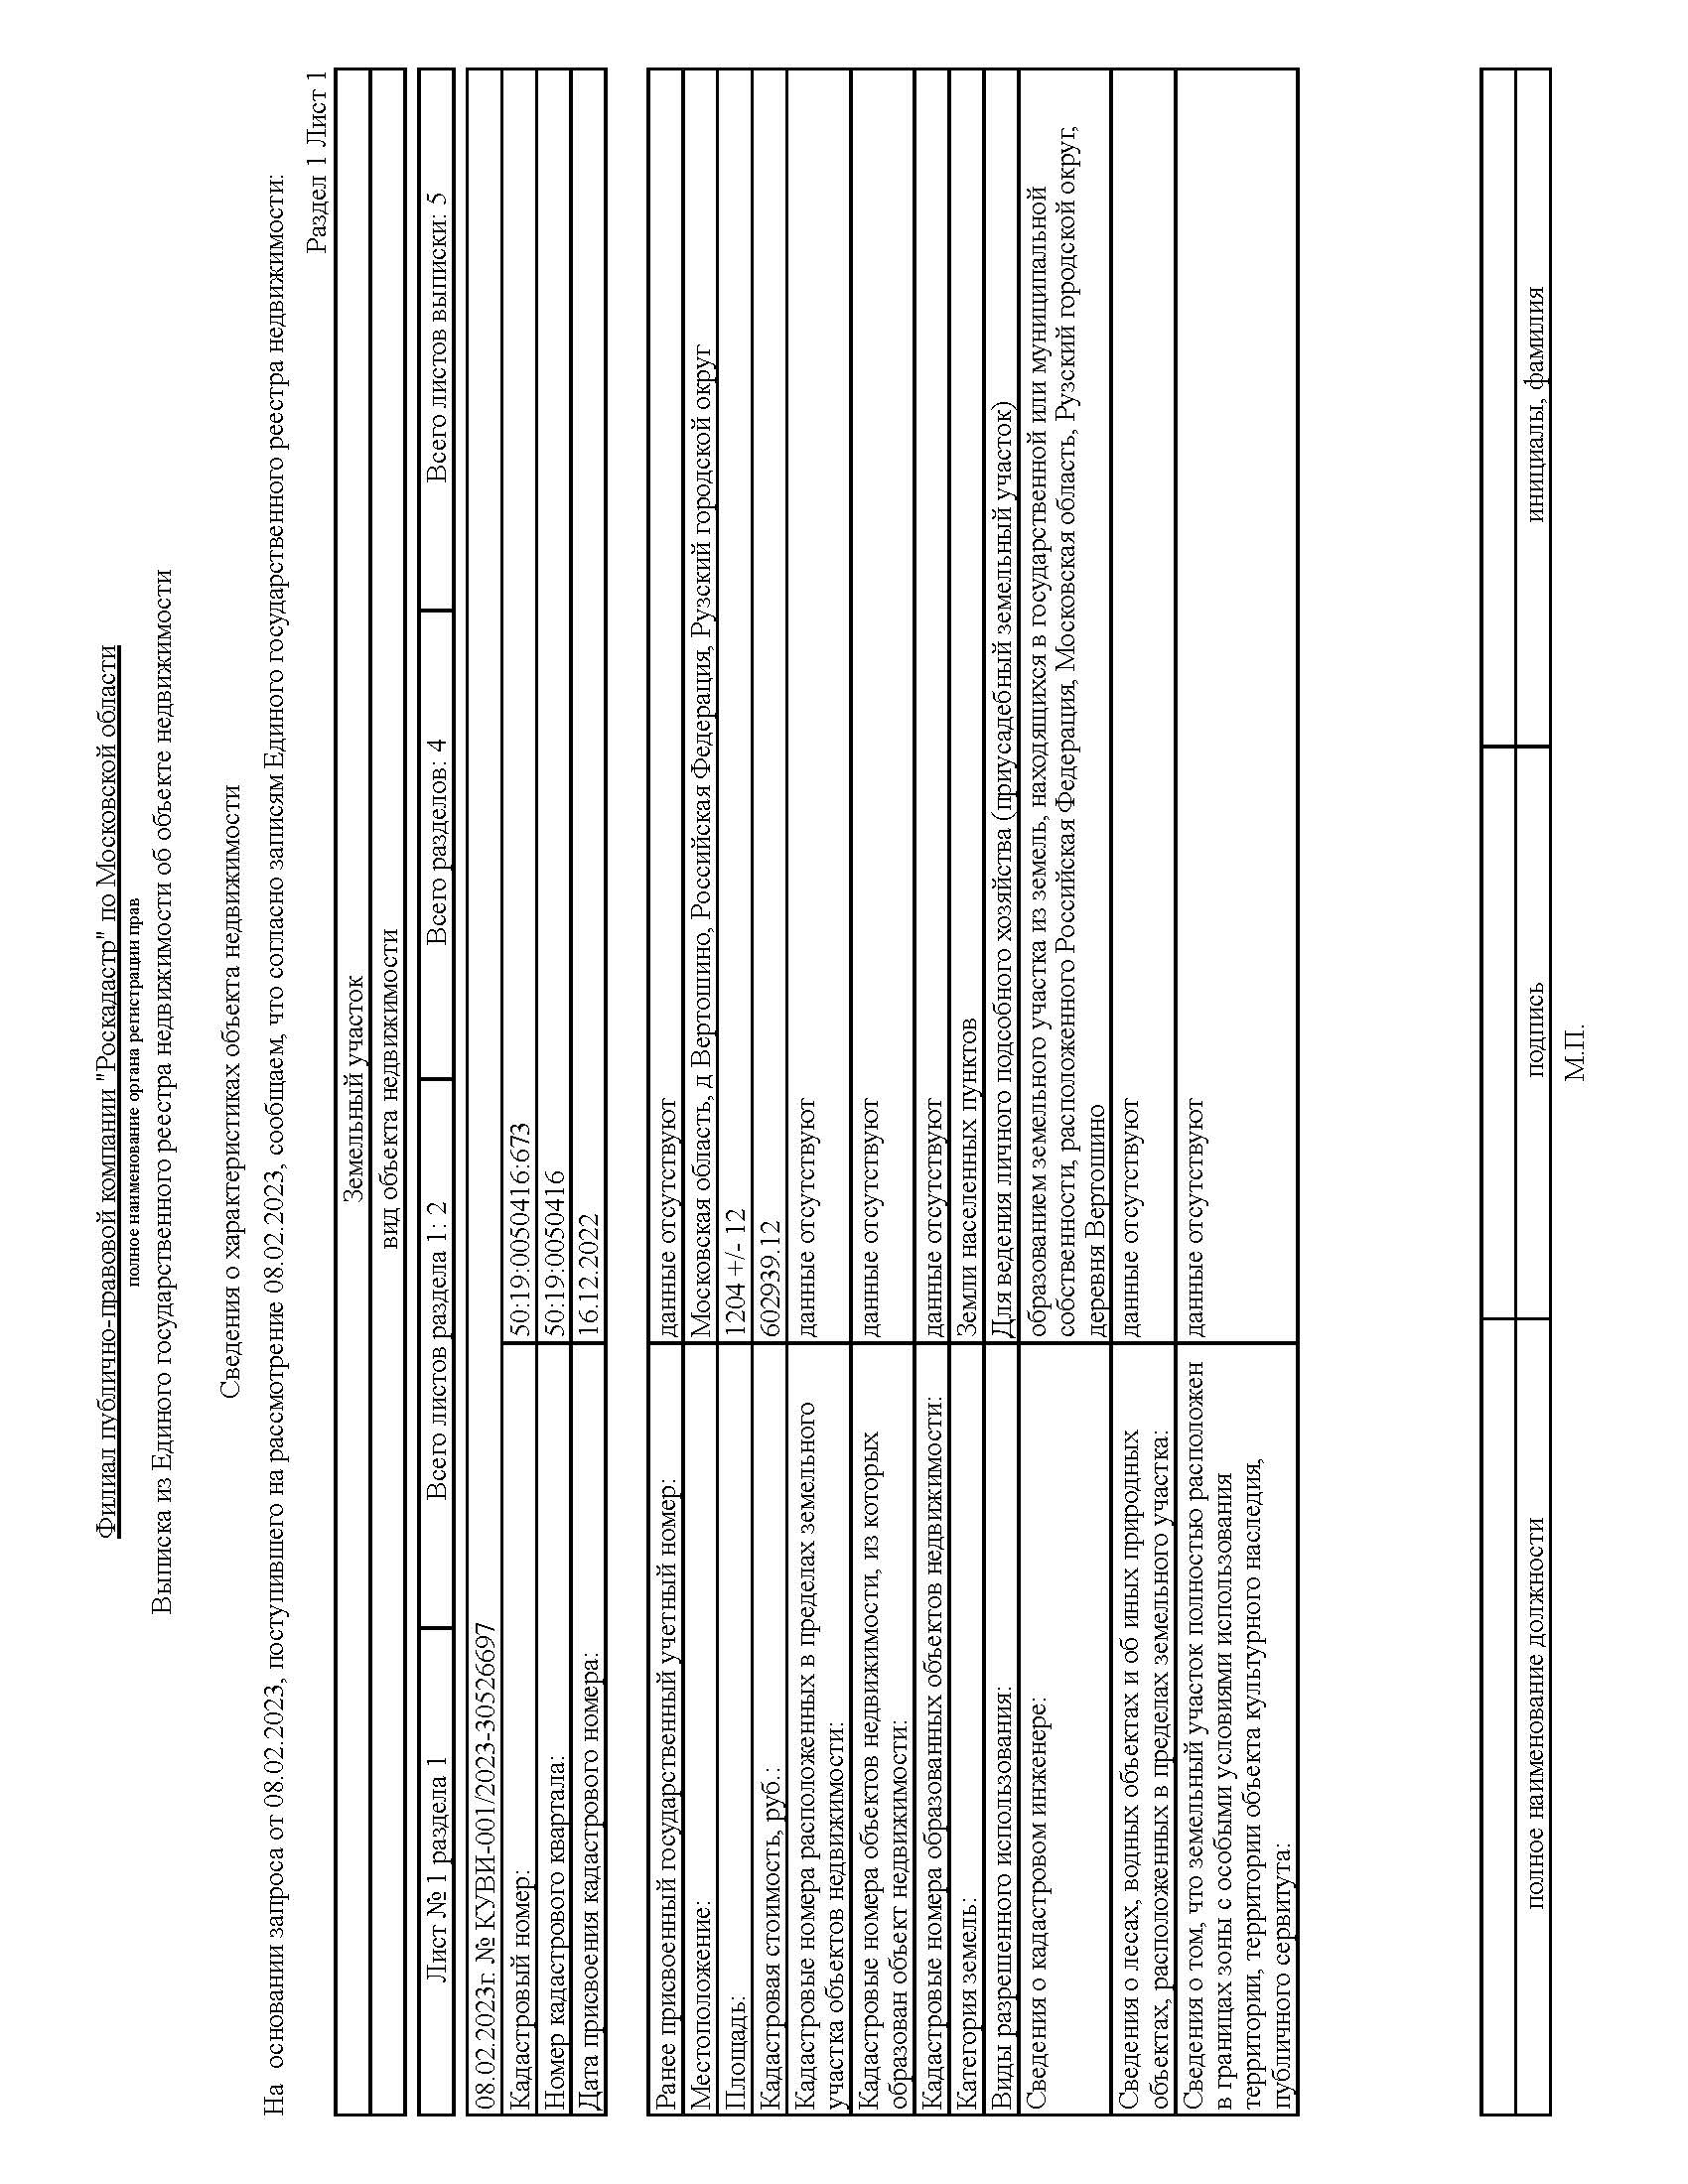 Филиал публично-правовой компании "Роскадастр" по Московской области
полное наименование органа регистрации прав
Выписка из Единого государственного реестра недвижимости об объекте недвижимости
Сведения о характеристиках объекта недвижимости
На основании запроса от 08.02.2023, поступившего на рассмотрение 08.02.2023, сообщаем, что согласно записям Единого государственного реестра недвижимости:
Раздел 1 Лист 1
Земельный участок
вид объекта недвижимости
Лист № 1 раздела 1 Всего листов раздела 1: 2 Всего разделов: 4 Всего листов выписки: 5
08.02.2023г. № КУВИ-001/2023-30526697
Кадастровый номер: 50:19:0050416:673
Номер кадастрового квартала: 50:19:0050416
Дата присвоения кадастрового номера: 16.12.2022
Ранее присвоенный государственный учетный номер: данные отсутствуют
Местоположение: Московская область, д Вертошино, Российская Федерация, Рузский городской округ
Площадь: 1204 +/- 12
Кадастровая стоимость, руб.: 602939.12
Кадастровые номера расположенных в пределах земельного данные отсутствуют
участка объектов недвижимости:
Кадастровые номера объектов недвижимости, из которых данные отсутствуют
образован объект недвижимости:
Кадастровые номера образованных объектов недвижимости: данные отсутствуют
Категория земель: Земли населенных пунктов
Виды разрешенного использования: Для ведения личного подсобного хозяйства (приусадебный земельный участок)
Сведения о кадастровом инженере: образованием земельного участка из земель, находящихся в государственной или муниципальной
собственности, расположенного Российская Федерация, Московская область, Рузский городской округ,
деревня Вертошино
Сведения о лесах, водных объектах и об иных природных данные отсутствуют
объектах, расположенных в пределах земельного участка:
Сведения о том, что земельный участок полностью расположен данные отсутствуют
в границах зоны с особыми условиями использования
территории, территории объекта культурного наследия,
публичного сервитута:
полное наименование должности подпись инициалы, фамилия
М.П.